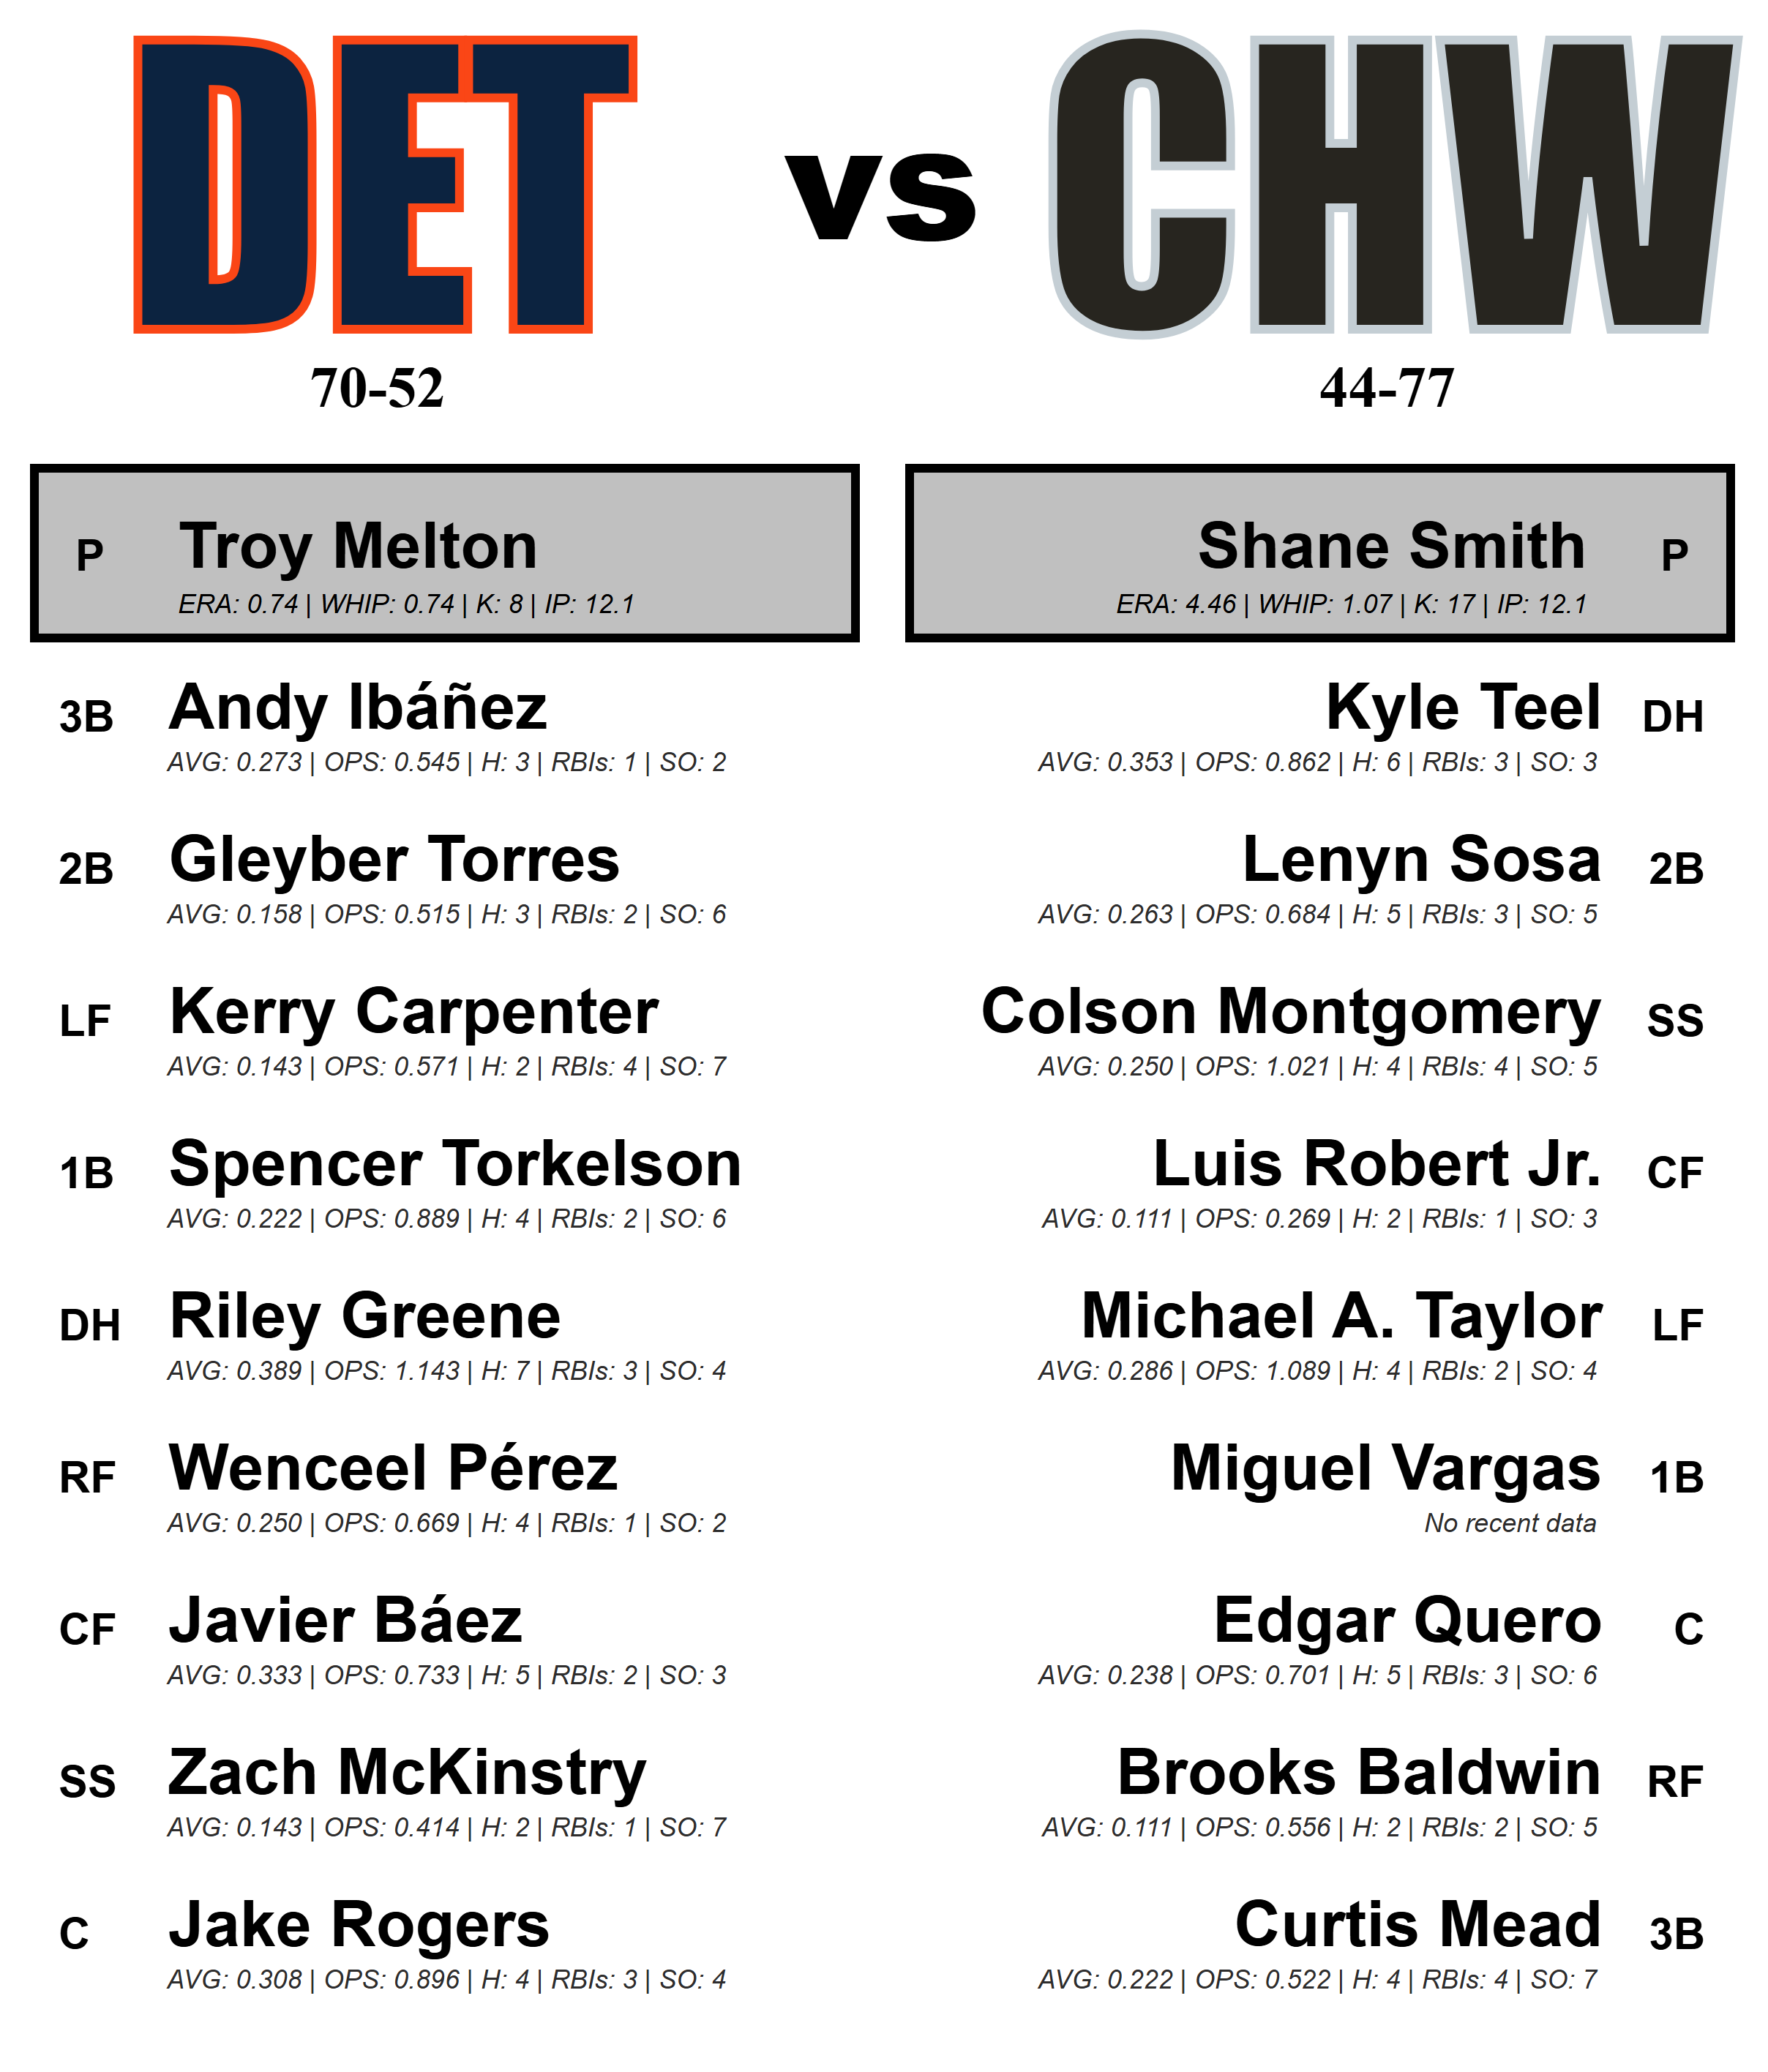 DET vs CHW
70-52 44-77
P Troy Melton
ERA: 0.74 | WHIP: 0.74 | K: 8 | IP: 12.1
Shane Smith P
ERA: 4.46 | WHIP: 1.07 | K: 17 | IP: 12.1
3B Andy Ibáñez
AVG: 0.273 | OPS: 0.545 | H: 3 | RBIs: 1 | SO: 2
2B Gleyber Torres
AVG: 0.158 | OPS: 0.515 | H: 3 | RBIs: 2 | SO: 6
LF Kerry Carpenter
AVG: 0.143 | OPS: 0.571 | H: 2 | RBIs: 4 | SO: 7
1B Spencer Torkelson
AVG: 0.222 | OPS: 0.889 | H: 4 | RBIs: 2 | SO: 6
DH Riley Greene
AVG: 0.389 | OPS: 1.143 | H: 7 | RBIs: 3 | SO: 4
RF Wenceel Pérez
AVG: 0.250 | OPS: 0.669 | H: 4 | RBIs: 1 | SO: 2
CF Javier Báez
AVG: 0.333 | OPS: 0.733 | H: 5 | RBIs: 2 | SO: 3
SS Zach McKinstry
AVG: 0.143 | OPS: 0.414 | H: 2 | RBIs: 1 | SO: 7
C Jake Rogers
AVG: 0.308 | OPS: 0.896 | H: 4 | RBIs: 3 | SO: 4
Kyle Teel DH
AVG: 0.353 | OPS: 0.862 | H: 6 | RBIs: 3 | SO: 3
Lenyn Sosa 2B
AVG: 0.263 | OPS: 0.684 | H: 5 | RBIs: 3 | SO: 5
Colson Montgomery SS
AVG: 0.250 | OPS: 1.021 | H: 4 | RBIs: 4 | SO: 5
Luis Robert Jr. CF
AVG: 0.111 | OPS: 0.269 | H: 2 | RBIs: 1 | SO: 3
Michael A. Taylor LF
AVG: 0.286 | OPS: 1.089 | H: 4 | RBIs: 2 | SO: 4
Miguel Vargas 1B
No recent data
Edgar Quero C
AVG: 0.238 | OPS: 0.701 | H: 5 | RBIs: 3 | SO: 6
Brooks Baldwin RF
AVG: 0.111 | OPS: 0.556 | H: 2 | RBIs: 2 | SO: 5
Curtis Mead 3B
AVG: 0.222 | OPS: 0.522 | H: 4 | RBIs: 4 | SO: 7